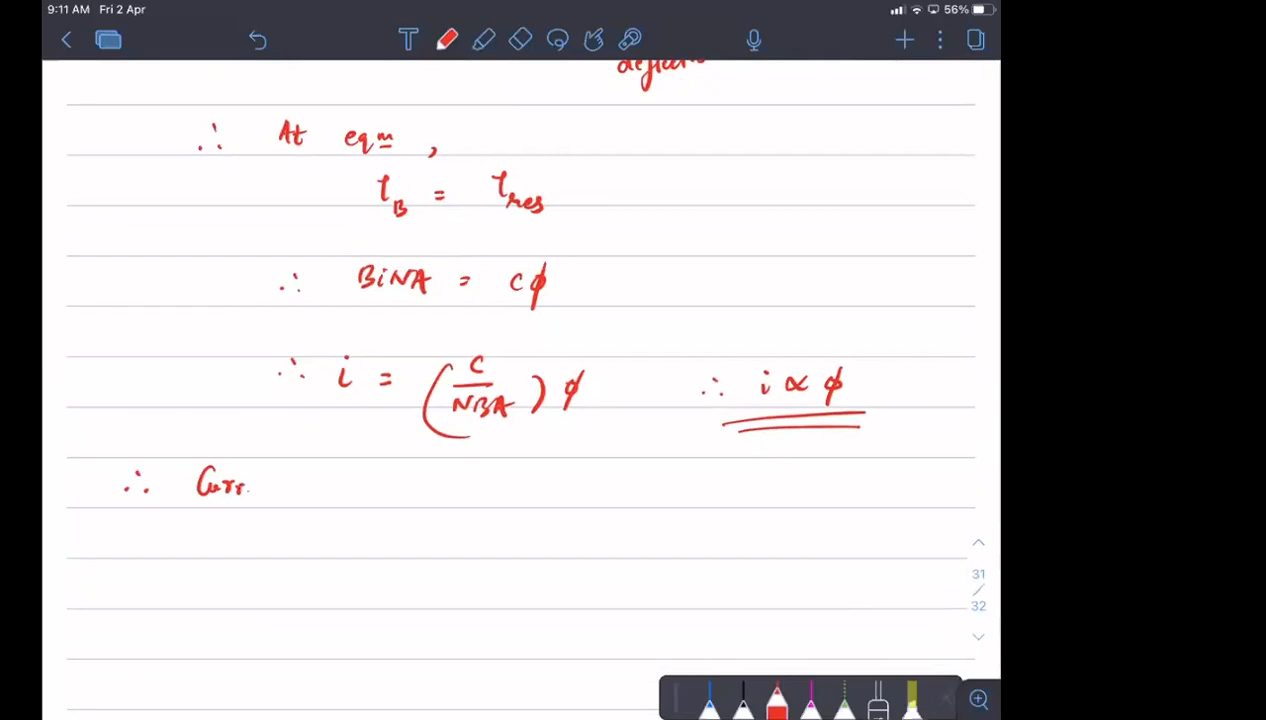 9:11 AM Fri 2 Apr 56%
∴ At eqm,
τB = τres
∴ BiNA = cϕ
∴ i = (C/NBA) ϕ ∴ i ∝ ϕ
∴ Curr
31
/
32